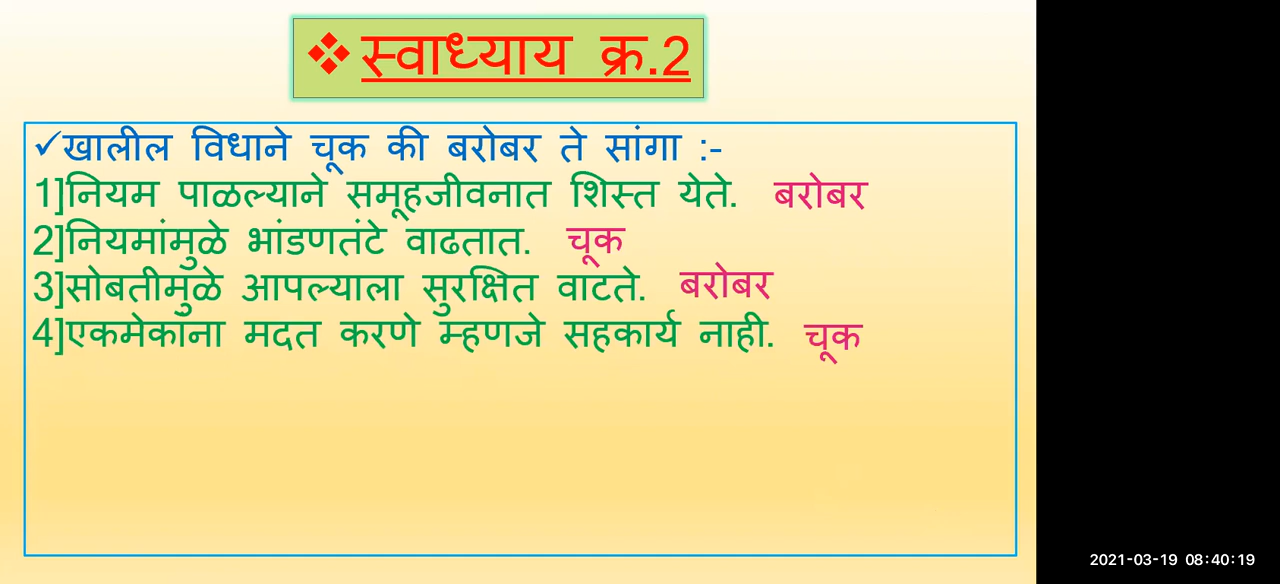 ❖ स्वाध्याय क्र.2
✓खालील विधाने चूक की बरोबर ते सांगा :-
1]नियम पाळल्याने समूहजीवनात शिस्त येते. बरोबर
2]नियमांमुळे भांडणतंटे वाढतात. चूक
3]सोबतीमुळे आपल्याला सुरक्षित वाटते. बरोबर
4]एकमेकांना मदत करणे म्हणजे सहकार्य नाही. चूक
2021-03-19 08:40:19